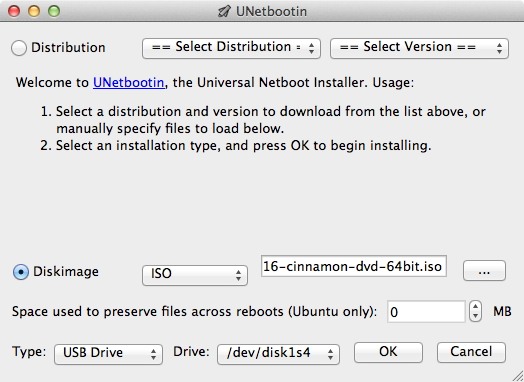 UNetbootin
Distribution == Select Distribution = == Select Version ==
Welcome to UNetbootin, the Universal Netboot Installer. Usage:
1. Select a distribution and version to download from the list above, or
manually specify files to load below.
2. Select an installation type, and press OK to begin installing.
Diskimage ISO 16-cinnamon-dvd-64bit.iso ...
Space used to preserve files across reboots (Ubuntu only): 0 MB
Type: USB Drive Drive: /dev/disk1s4 OK Cancel